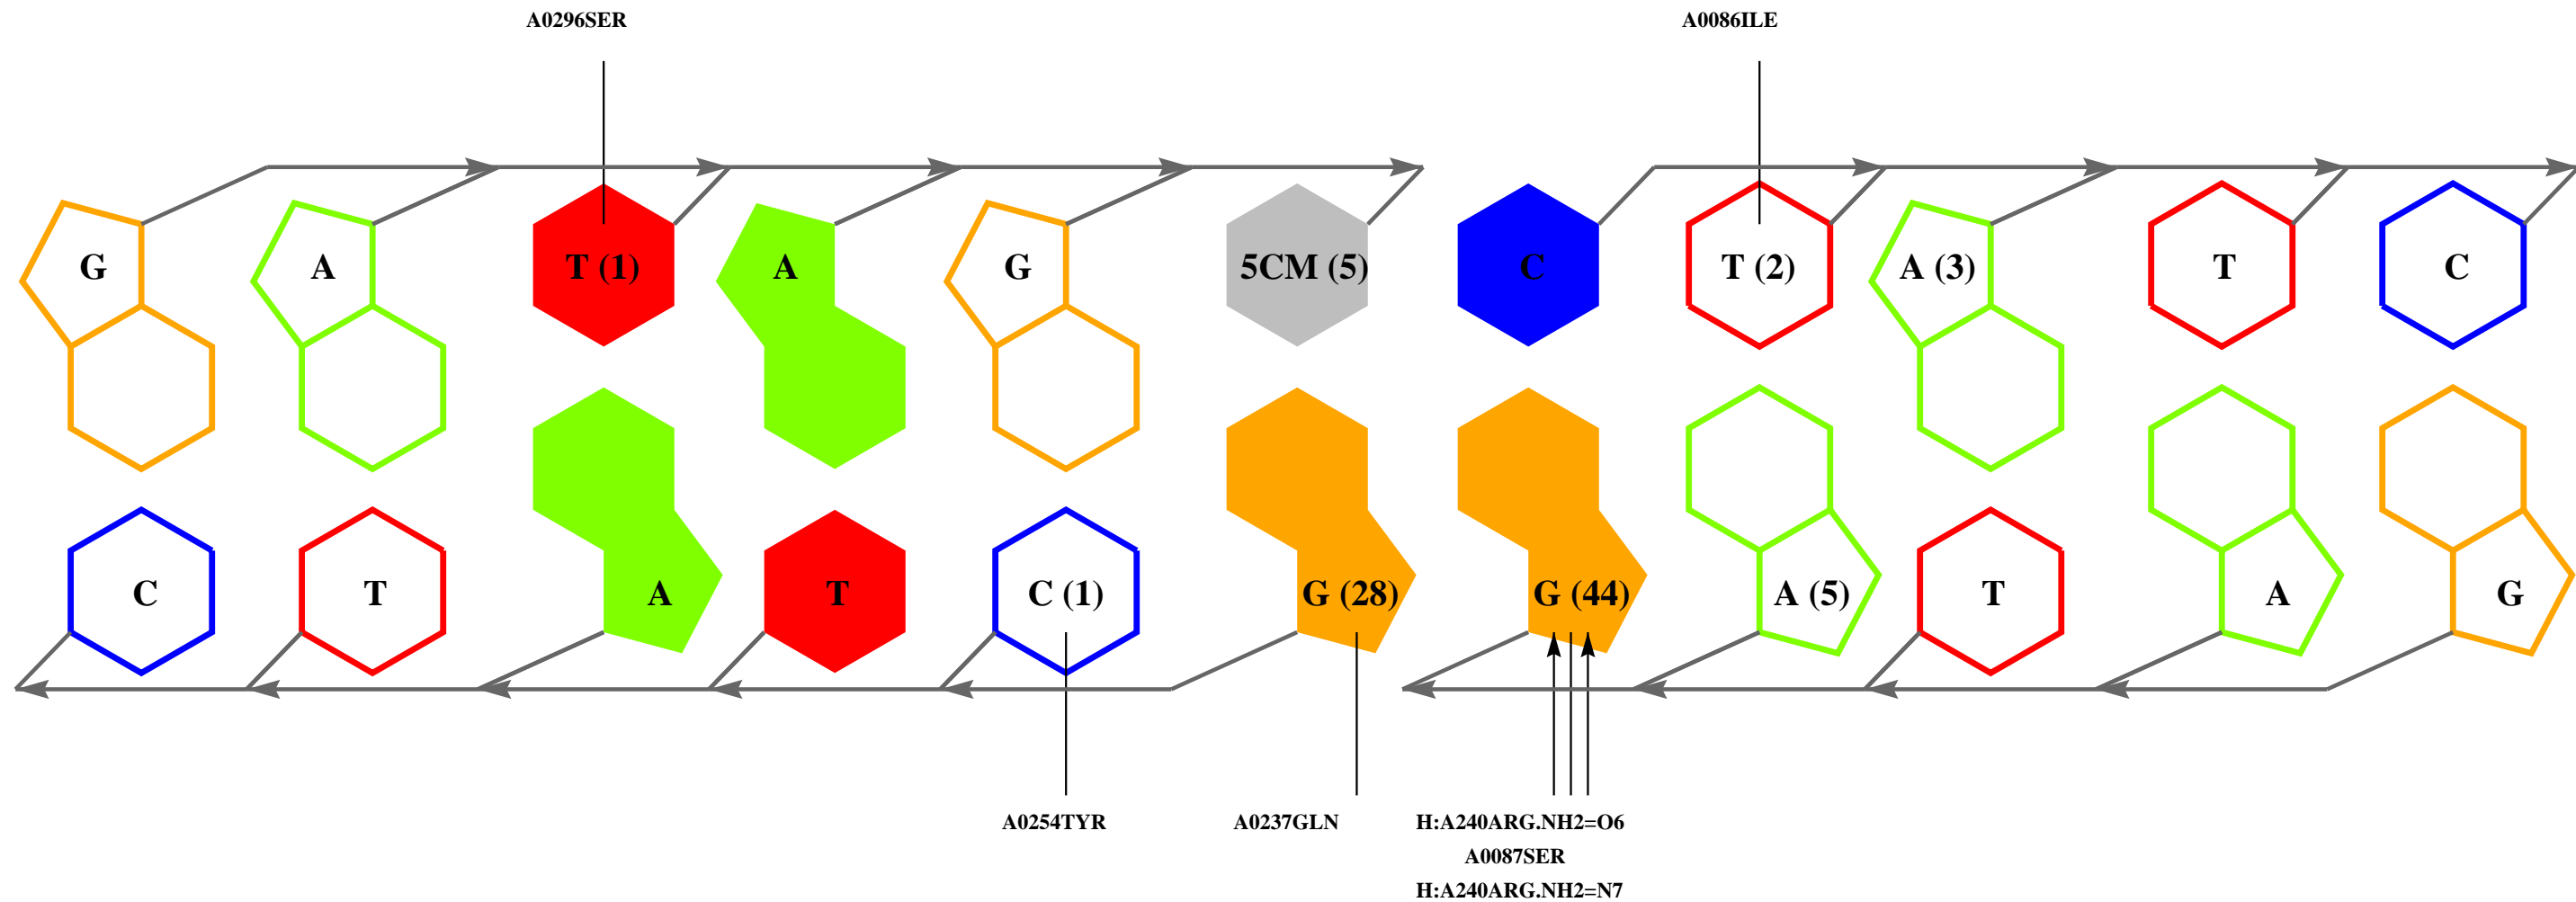 A0296SER A0086ILE
G A T (1) A G 5CM (5) C T (2) A (3) T C
C T A T C (1) G (28) G (44) A (5) T A G
A0254TYR A0237GLN H:A240ARG.NH2=O6
A0087SER
H:A240ARG.NH2=N7